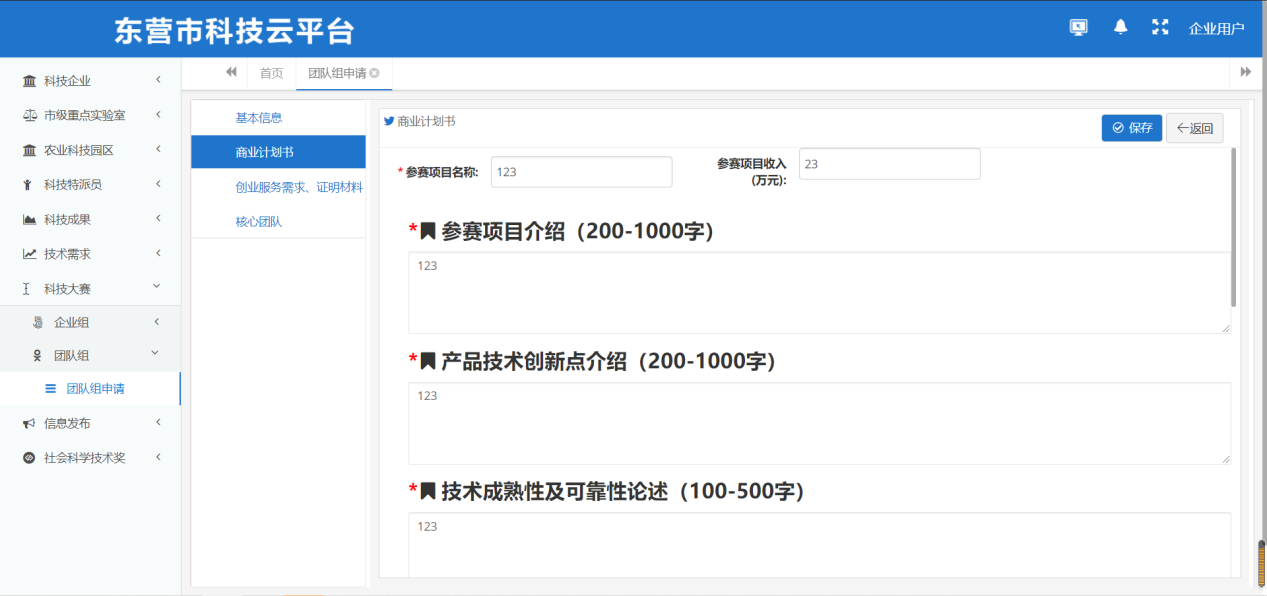 东营市科技云平台
企业用户
科技企业
市级重点实验室
农业科技园区
科技特派员
科技成果
技术需求
科技大赛
企业组
团队组
团队组申请
信息发布
社会科学技术奖
首页
团队组申请
基本信息
商业计划书
创业服务需求、证明材料
核心团队
商业计划书
保存
返回
*参赛项目名称:
123
参赛项目收入
(万元):
23
*参赛项目介绍（200-1000字）
123
*产品技术创新点介绍（200-1000字）
123
*技术成熟性及可靠性论述（100-500字）
123